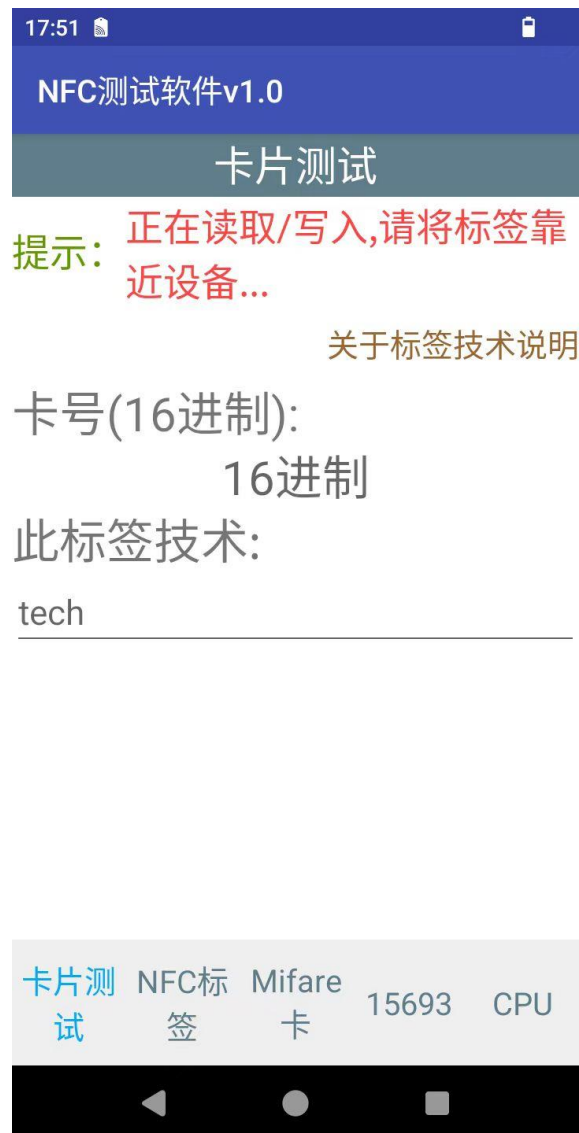 17:51
NFC测试软件v1.0
卡片测试
提示：
正在读取/写入,请将标签靠
近设备...
关于标签技术说明
卡号(16进制):
16进制
此标签技术:
tech
卡片测
试
NFC标
签
Mifare
卡
15693
CPU